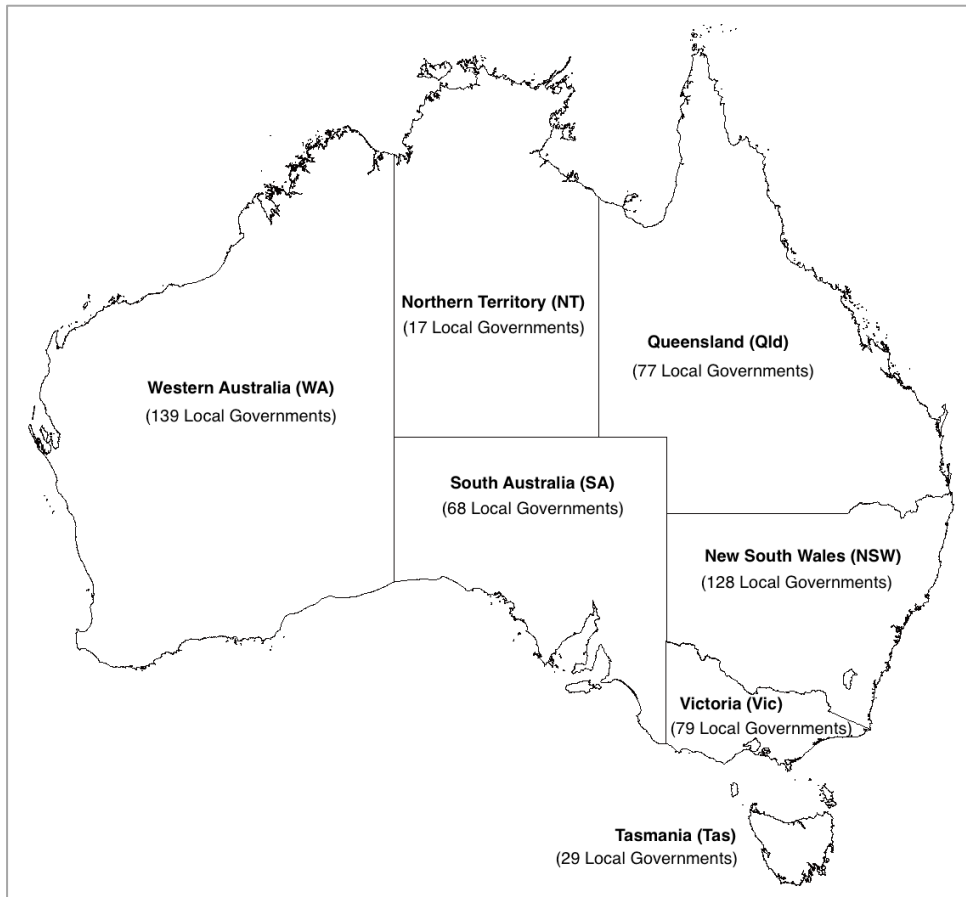 Northern Territory (NT)
(17 Local Governments)
Queensland (Qld)
(77 Local Governments)
Western Australia (WA)
(139 Local Governments)
South Australia (SA)
(68 Local Governments)
New South Wales (NSW)
(128 Local Governments)
Victoria (Vic)
(79 Local Governments)
Tasmania (Tas)
(29 Local Governments)